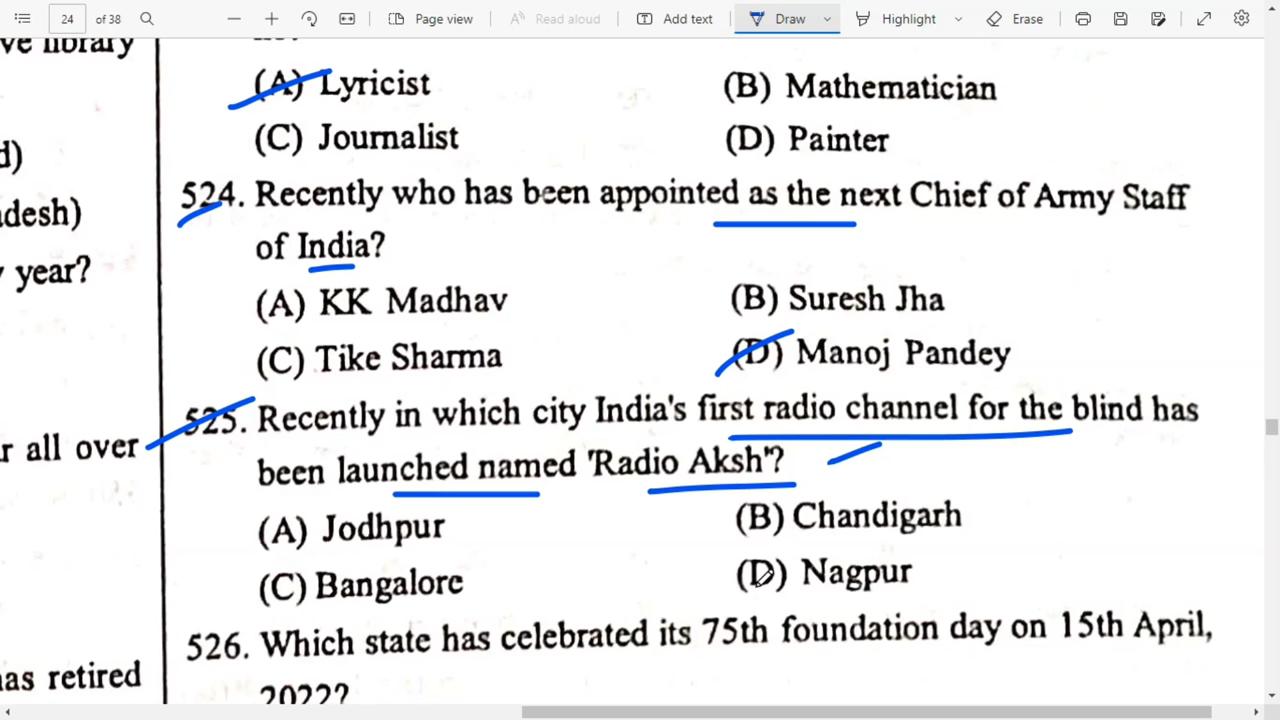 24 of 38
Page view
Read aloud
Add text
Draw
Highlight
Erase
ve library
(A) Lyricist
(B) Mathematician
(C) Journalist
(D) Painter
d)
524. Recently who has been appointed as the next Chief of Army Staff
of India?
desh)
year?
(A) KK Madhav
(B) Suresh Jha
(C) Tike Sharma
(D) Manoj Pandey
525. Recently in which city India's first radio channel for the blind has
been launched named 'Radio Aksh'?
r all over
(A) Jodhpur
(B) Chandigarh
(C) Bangalore
(D) Nagpur
526. Which state has celebrated its 75th foundation day on 15th April,
2022?
as retired